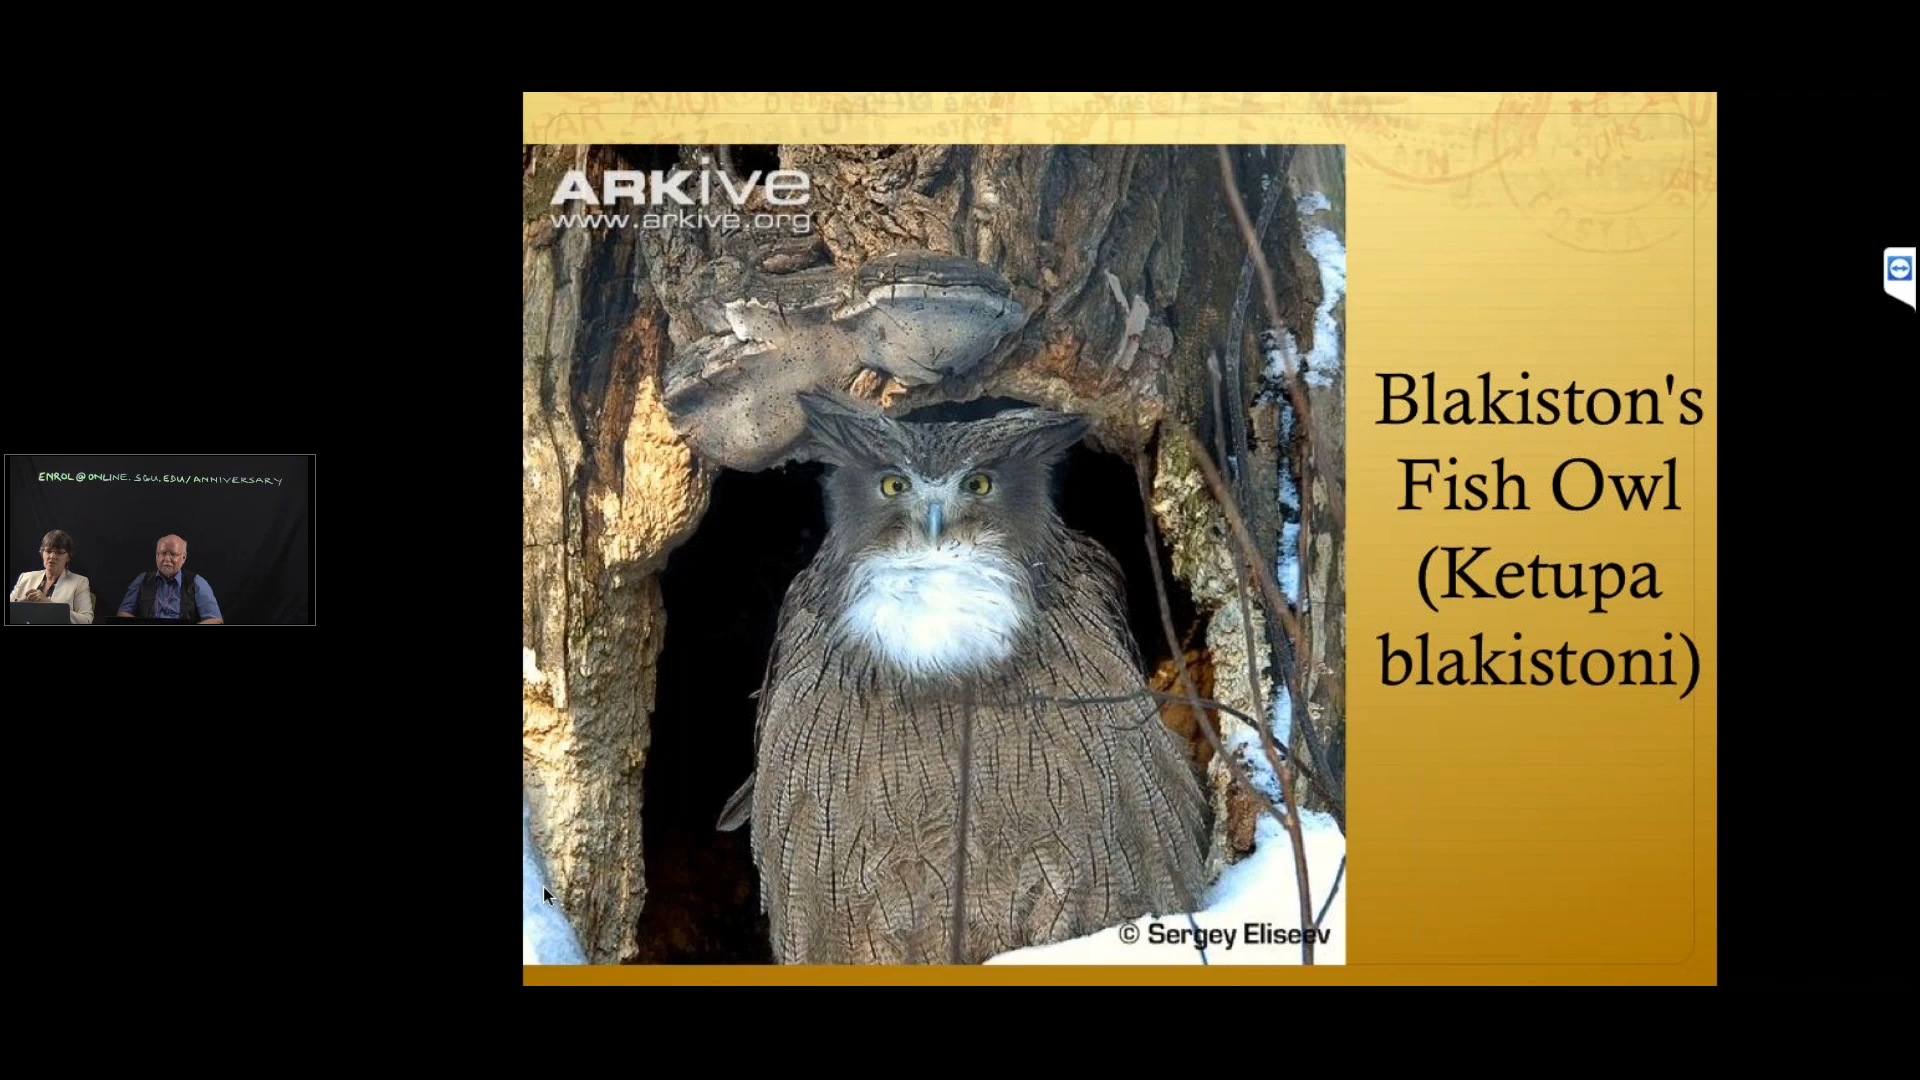 ENROL@ONLINE.SGU.EDU/ANNIVERSARY
ARKive
www.arkive.org
Blakiston's
Fish Owl
(Ketupa
blakistoni)
© Sergey Eliseev